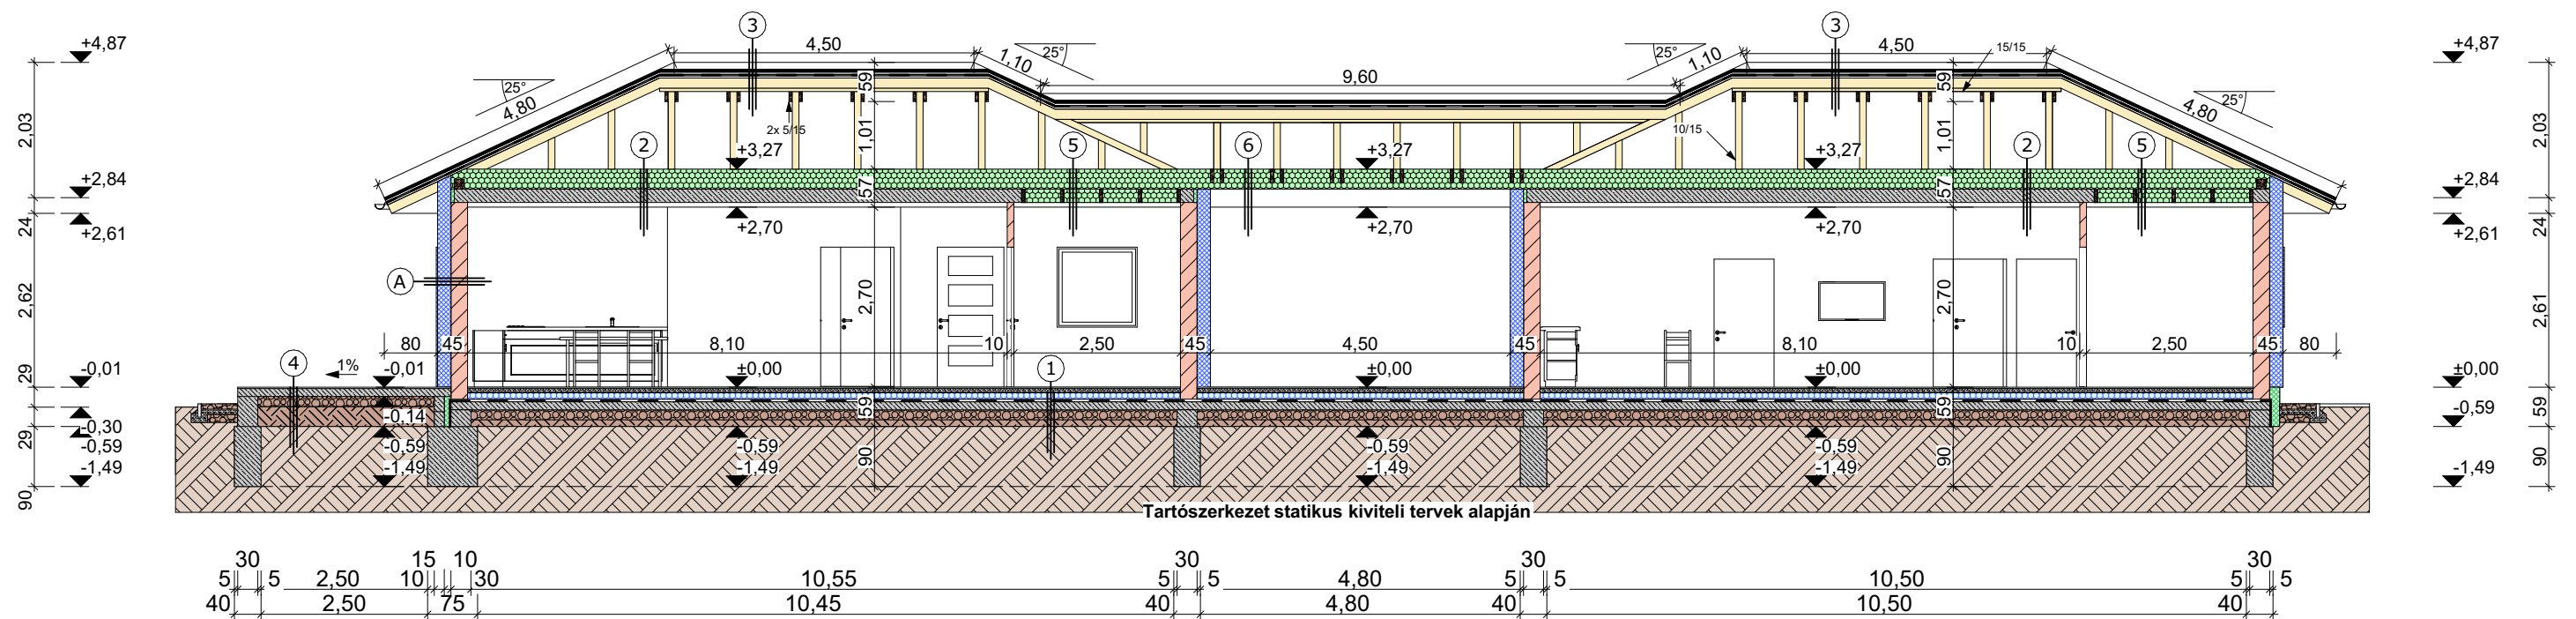 3 3
+4,87 4,50 25° 25° 4,50 15/15 +4,87
1,10 1,10
25° 59 9,60 59 25°
4,80 4,80
2,03 2x 5/15 1,01 10/15 1,01 2,03
2 +3,27 5 6 +3,27 +3,27 2 5
+2,84 57 57 +2,84
24 24
+2,61 +2,70 +2,70 +2,70 +2,61
A
2,62 2,70 2,70 2,61
80 45 8,10 10 2,50 45 4,50 45 8,10 10 2,50 45 80
4 1% 1
29 -0,01 -0,01 ±0,00 ±0,00 ±0,00 ±0,00
-0,14 59 59 -0,59 59
29 -0,30
-0,59 -0,59 -0,59 -0,59 -0,59
-1,49 -1,49 -1,49 90 -1,49 -1,49 90 -1,49 90
90
Tartószerkezet statikus kiviteli tervek alapján
30 15 10 30 30 30
5 5 2,50 10 30 10,55 5 5 4,80 5 5 10,50 5 5
40 2,50 75 10,45 40 4,80 40 10,50 40